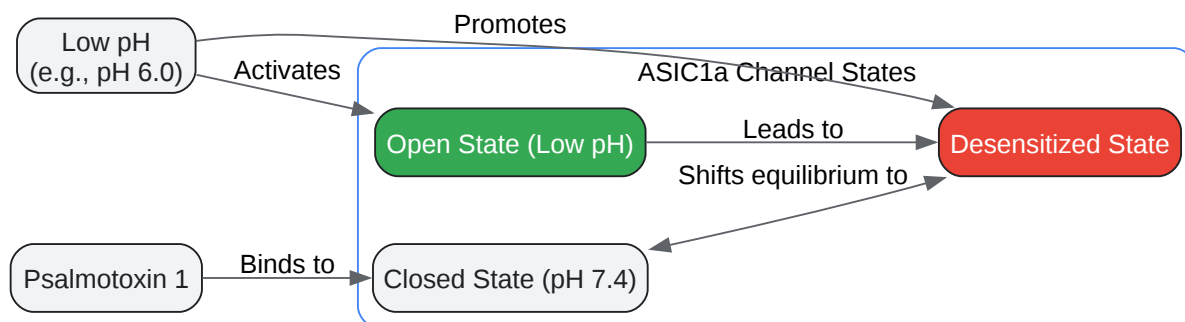 Promotes
Low pH
(e.g., pH 6.0)
Activates
ASIC1a Channel States
Open State (Low pH)
Leads to
Desensitized State
Shifts equilibrium to
Psalmotoxin 1
Binds to
Closed State (pH 7.4)